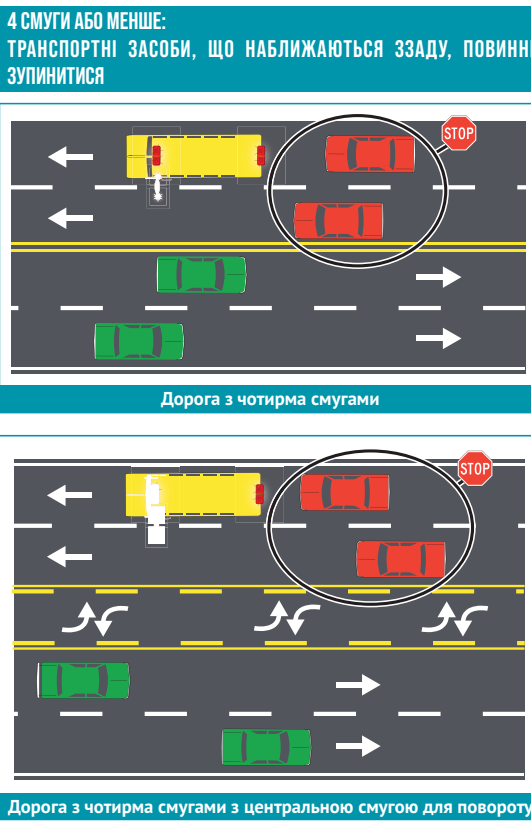 4 СМУГИ АБО МЕНШЕ:
ТРАНСПОРТНІ ЗАСОБИ, ЩО НАБЛИЖАЮТЬСЯ ЗЗАДУ, ПОВИННІ
ЗУПИНИТИСЯ
STOP
Дорога з чотирма смугами
STOP
Дорога з чотирма смугами з центральною смугою для повороту